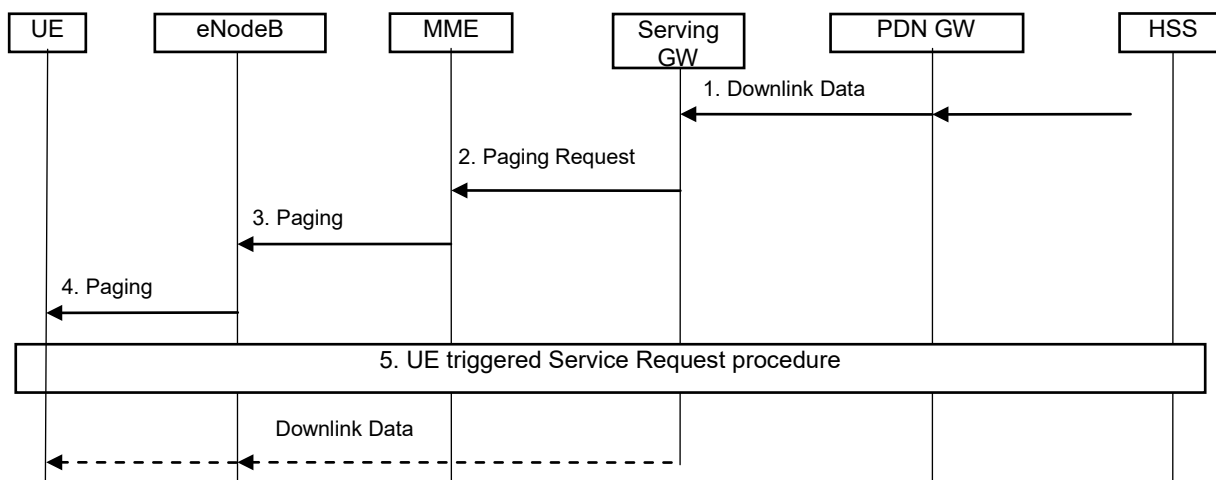 UE
eNodeB
MME
Serving
GW
PDN GW
HSS
1. Downlink Data
2. Paging Request
3. Paging
4. Paging
5. UE triggered Service Request procedure
Downlink Data